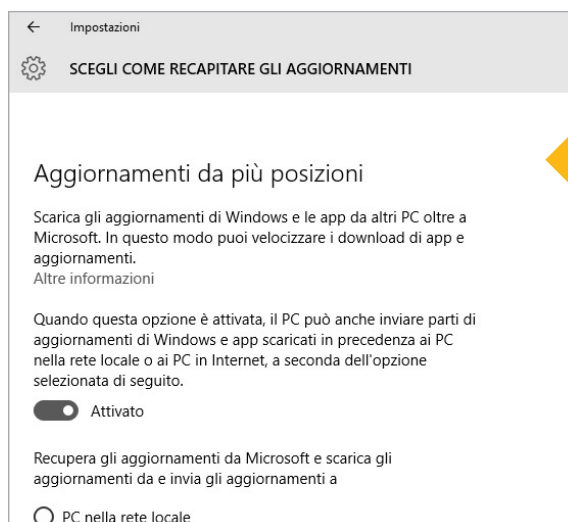 Impostazioni
SCEGLI COME RECAPITARE GLI AGGIORNAMENTI
Aggiornamenti da più posizioni
Scarica gli aggiornamenti di Windows e le app da altri PC oltre a
Microsoft. In questo modo puoi velocizzare i download di app e
aggiornamenti.
Altre informazioni
Quando questa opzione è attivata, il PC può anche inviare parti di
aggiornamenti di Windows e app scaricati in precedenza ai PC
nella rete locale o ai PC in Internet, a seconda dell'opzione
selezionata di seguito.
Attivato
Recupera gli aggiornamenti da Microsoft e scarica gli
aggiornamenti da e invia gli aggiornamenti a
PC nella rete locale